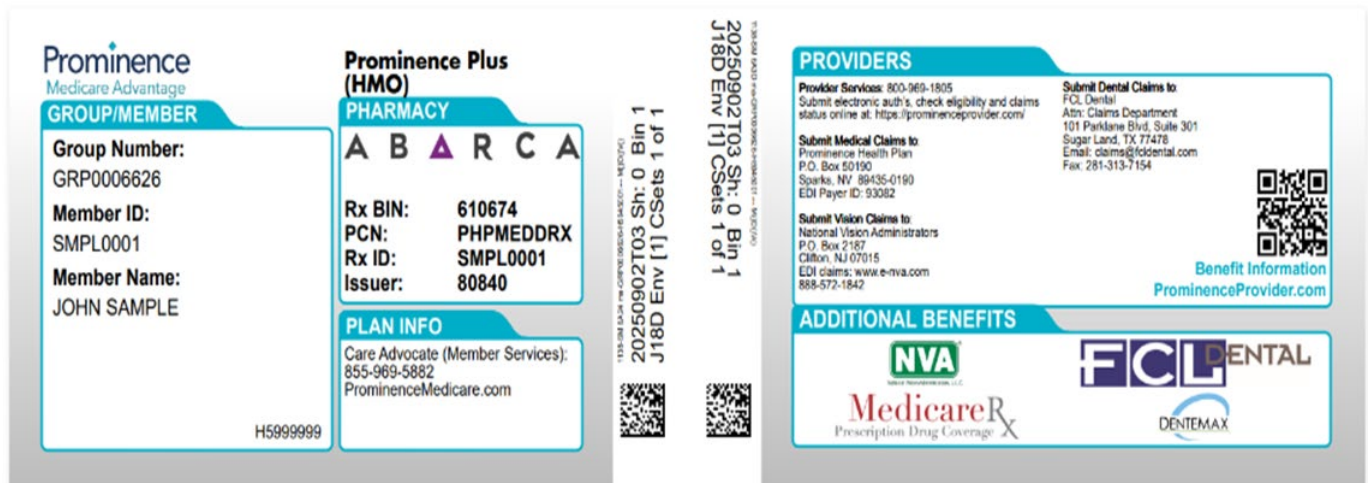 Prominence
Medicare Advantage
Prominence Plus
(HMO)
GROUP/MEMBER
Group Number:
GRP0006626
Member ID:
SMPL0001
Member Name:
JOHN SAMPLE
H5999999
PHARMACY
ABARCA
Rx BIN: 610674
PCN: PHPMEDDRX
Rx ID: SMPL0001
Issuer: 80840
PLAN INFO
Care Advocate (Member Services):
855-969-5882
ProminenceMedicare.com
20250902T03 Sh: 0 Bin 1
J18D Env [1] CSets 1 of 1
20250902T03 Sh: 0 Bin 1
J18D Env [1] CSets 1 of 1
PROVIDERS
Provider Services: 800-969-1805
Submit electronic auth's, check eligibility and claims
status online at: https://prominenceprovider.com/
Submit Medical Claims to:
Prominence Health Plan
P.O. Box 50190
Sparks, NV 89435-0190
EDI Payer ID: 93082
Submit Vision Claims to:
National Vision Administrators
P.O. Box 2187
Clifton, NJ 07015
EDI claims: www.e-nva.com
888-572-1842
Submit Dental Claims to:
FCL Dental
Attn: Claims Department
101 Parklane Blvd, Suite 301
Sugar Land, TX 77478
Email: claims@fcldental.com
Fax: 281-313-7154
Benefit Information
ProminenceProvider.com
ADDITIONAL BENEFITS
NVA
FCL DENTAL
MedicareRx
Prescription Drug Coverage
DENTEMAX